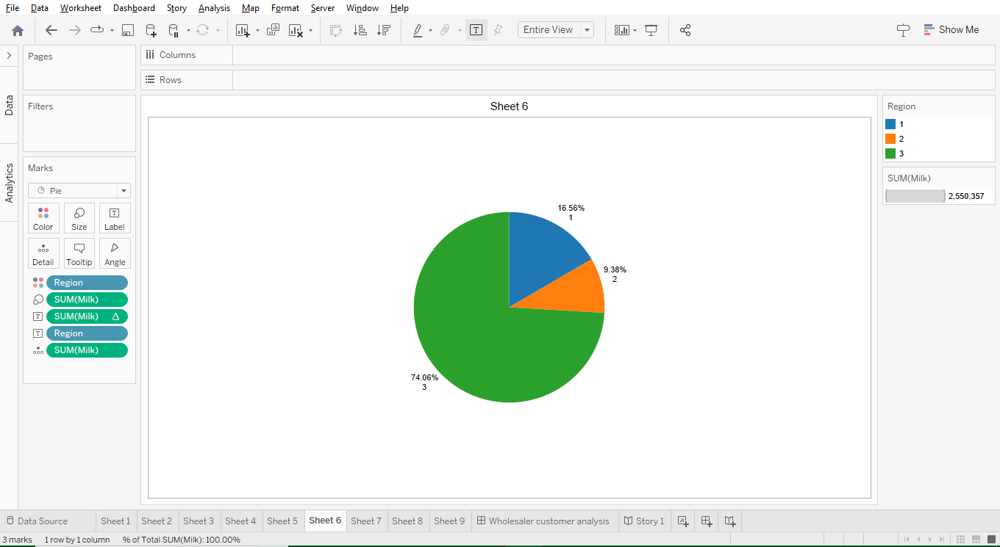 File Data Worksheet Dashboard Story Analysis Map Format Server Window Help
Entire View
Show Me
Pages
Columns
Rows
Data
Analytics
Filters
Marks
Pie
Color Size Label
Detail Tooltip Angle
Region
SUM(Milk)
SUM(Milk)
Region
SUM(Milk)
Sheet 6
16.56%
1
9.38%
2
74.06%
3
Region
1
2
3
SUM(Milk)
2,550,357
Data Source Sheet 1 Sheet 2 Sheet 3 Sheet 4 Sheet 5 Sheet 6 Sheet 7 Sheet 8 Sheet 9 Wholesaler customer analysis Story 1
3 marks 1 row by 1 column % of Total SUM(Milk): 100.00%